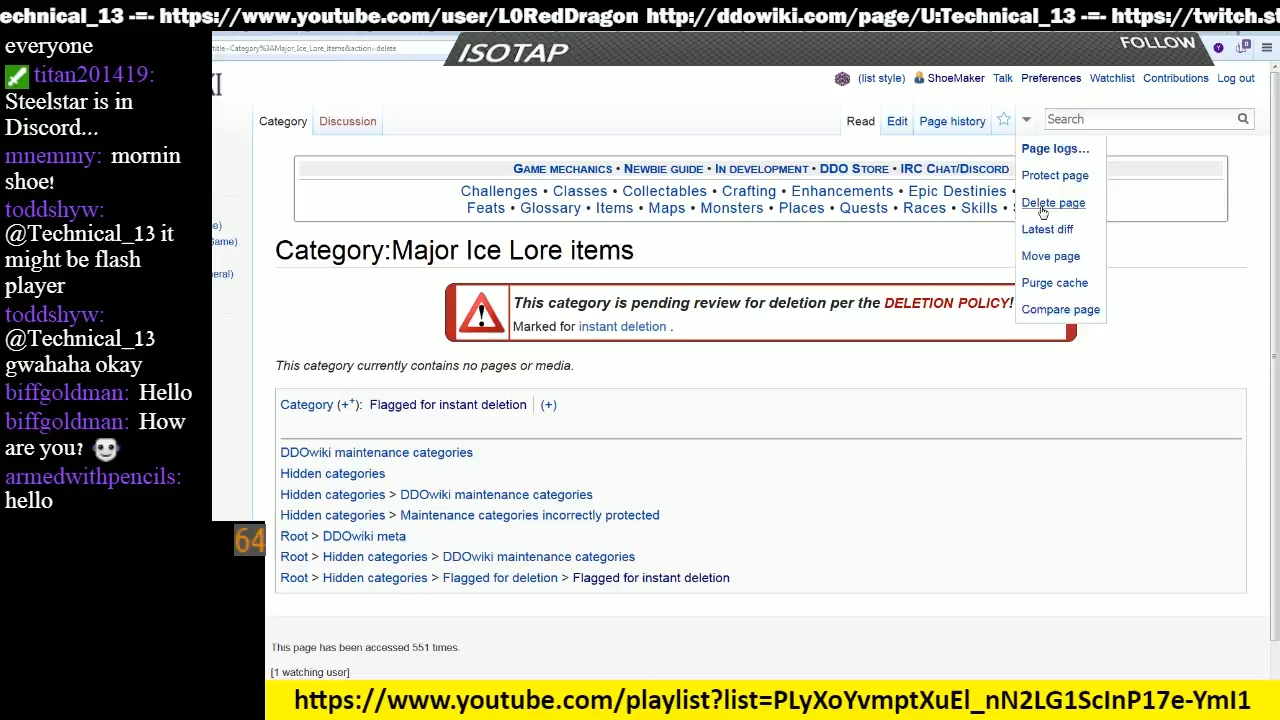 echnical_13 -=- https://www.youtube.com/user/L0RedDragon http://ddowiki.com/page/U:Technical_13 -=- https://twitch.st
everyone
titan201419:
Steelstar is in
Discord...
mnemmy: mornin
shoe!
toddshyw:
@Technical_13 it
might be flash
player
toddshyw:
@Technical_13
gwahaha okay
biffgoldman: Hello
biffgoldman: How
are you?
armedwithpencils:
hello
64
title=Category%3AMajor_Ice_Lore_items&action=delete
ISOTAP
FOLLOW
(list style) ShoeMaker Talk Preferences Watchlist Contributions Log out
Category Discussion Read Edit Page history Search
Page logs...
Protect page
Delete page
Latest diff
Move page
Purge cache
Compare page
Game mechanics • Newbie guide • In development • DDO Store • IRC Chat/Discord
Challenges • Classes • Collectables • Crafting • Enhancements • Epic Destinies •
Feats • Glossary • Items • Maps • Monsters • Places • Quests • Races • Skills •
Game)
Category:Major Ice Lore items
This category is pending review for deletion per the DELETION POLICY!
Marked for instant deletion .
This category currently contains no pages or media.
Category (+⁺): Flagged for instant deletion (+)
DDOwiki maintenance categories
Hidden categories
Hidden categories > DDOwiki maintenance categories
Hidden categories > Maintenance categories incorrectly protected
Root > DDOwiki meta
Root > Hidden categories > DDOwiki maintenance categories
Root > Hidden categories > Flagged for deletion > Flagged for instant deletion
This page has been accessed 551 times.
[1 watching user]
https://www.youtube.com/playlist?list=PLyXoYvmptXuEl_nN2LG1ScInP17e-YmI1